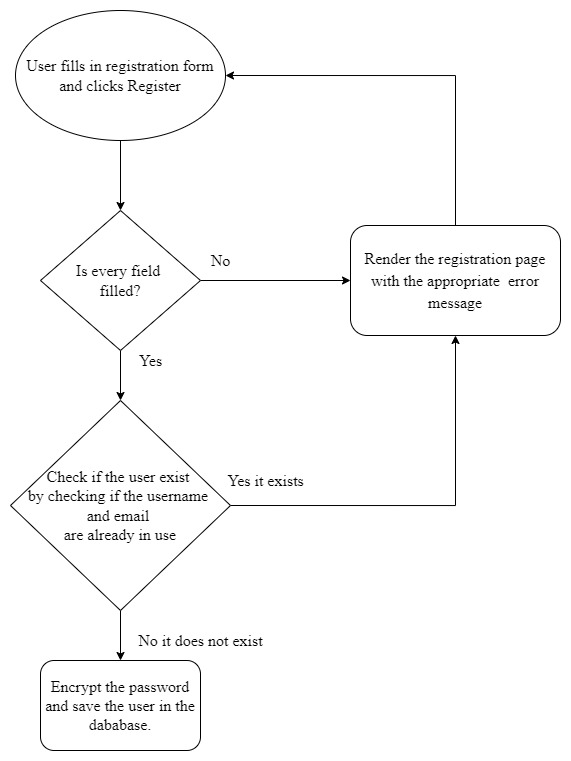 User fills in registration form
and clicks Register
Is every field
filled?
No
Render the registration page
with the appropriate error
message
Yes
Check if the user exist
by checking if the username
and email
are already in use
Yes it exists
No it does not exist
Encrypt the password
and save the user in the
dababase.